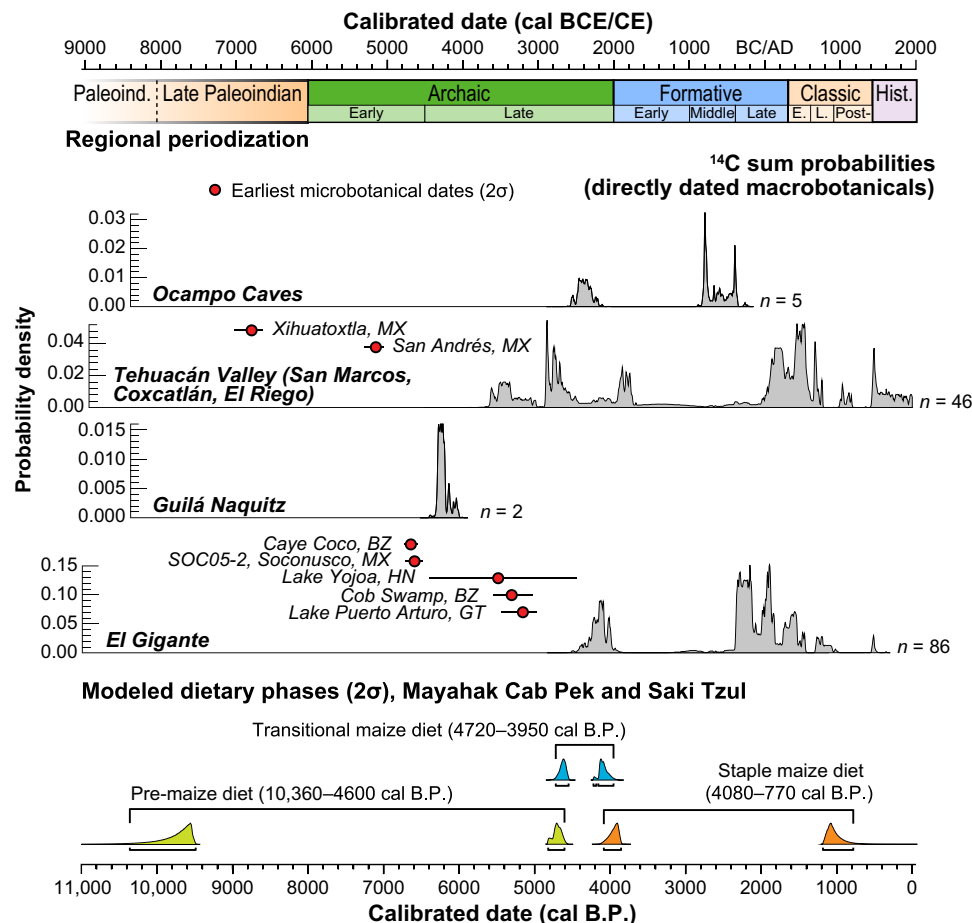 Calibrated date (cal BCE/CE)
9000 8000 7000 6000 5000 4000 3000 2000 1000 BC/AD 1000 2000
Paleoind. Late Paleoindian Archaic Formative Classic Hist.
Early Late Early Middle Late E. L. Post-
Regional periodization
¹⁴C sum probabilities
(directly dated macrobotanicals)
Earliest microbotanical dates (2σ)
Probability density
0.03
0.02
0.01
0.00
Ocampo Caves
n = 5
Xihuatoxtla, MX
San Andrés, MX
0.04
0.02
0.00
Tehuacán Valley (San Marcos,
Coxcatlán, El Riego)
n = 46
0.015
0.010
0.005
0.000
Guilá Naquitz
n = 2
Caye Coco, BZ
SOC05-2, Soconusco, MX
Lake Yojoa, HN
Cob Swamp, BZ
Lake Puerto Arturo, GT
0.15
0.10
0.05
0.00
El Gigante
n = 86
Modeled dietary phases (2σ), Mayahak Cab Pek and Saki Tzul
Transitional maize diet (4720–3950 cal B.P.)
Pre-maize diet (10,360–4600 cal B.P.)
Staple maize diet
(4080–770 cal B.P.)
11,000 10,000 9000 8000 7000 6000 5000 4000 3000 2000 1000 0
Calibrated date (cal B.P.)